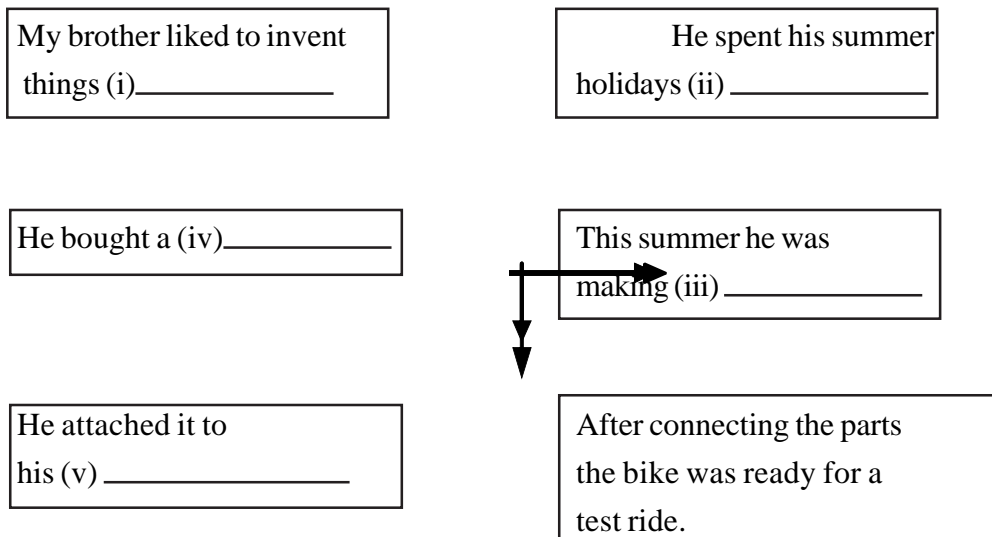 My brother liked to invent
things (i)
He spent his summer
holidays (ii)
He bought a (iv)
This summer he was
making (iii)
He attached it to
his (v)
After connecting the parts
the bike was ready for a
test ride.